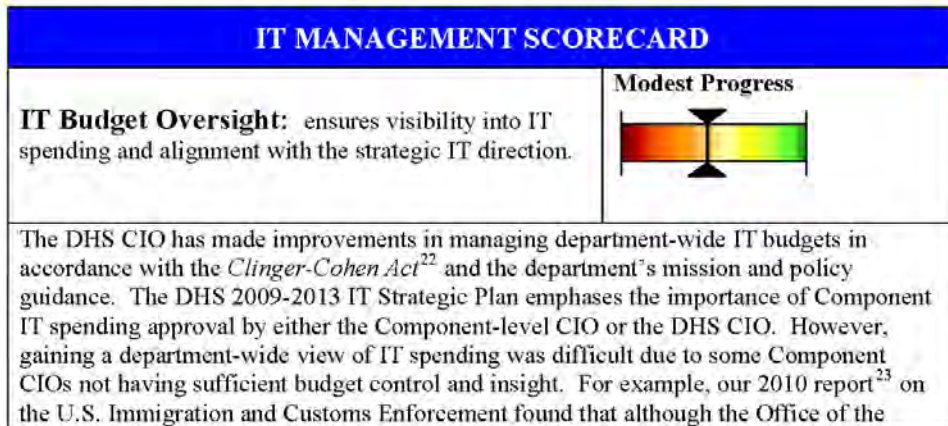 IT MANAGEMENT SCORECARD
IT Budget Oversight: ensures visibility into IT
spending and alignment with the strategic IT direction.
Modest Progress
The DHS CIO has made improvements in managing department-wide IT budgets in
accordance with the Clinger-Cohen Act22 and the department's mission and policy
guidance. The DHS 2009-2013 IT Strategic Plan emphases the importance of Component
IT spending approval by either the Component-level CIO or the DHS CIO. However,
gaining a department-wide view of IT spending was difficult due to some Component
CIOs not having sufficient budget control and insight. For example, our 2010 report23 on
the U.S. Immigration and Customs Enforcement found that although the Office of the